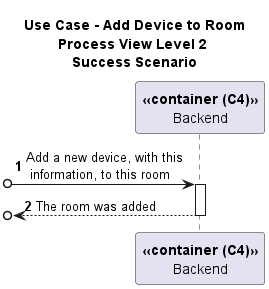 Use Case - Add Device to Room
Process View Level 2
Success Scenario
«container (C4)»
Backend
1 Add a new device, with this
information, to this room
2 The room was added
«container (C4)»
Backend